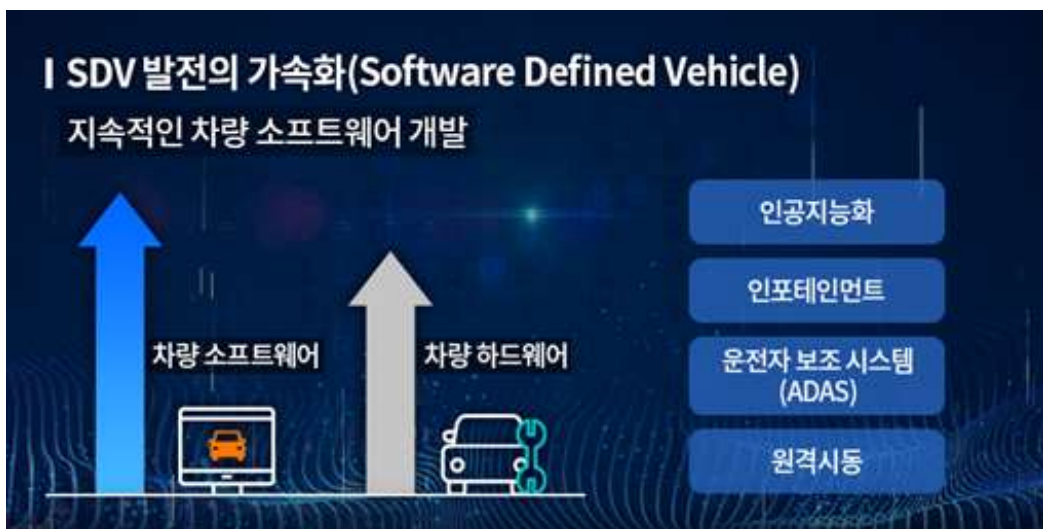 SDV 발전의 가속화(Software Defined Vehicle)
지속적인 차량 소프트웨어 개발
차량 소프트웨어
차량 하드웨어
인공지능화
인포테인먼트
운전자 보조 시스템
(ADAS)
원격시동